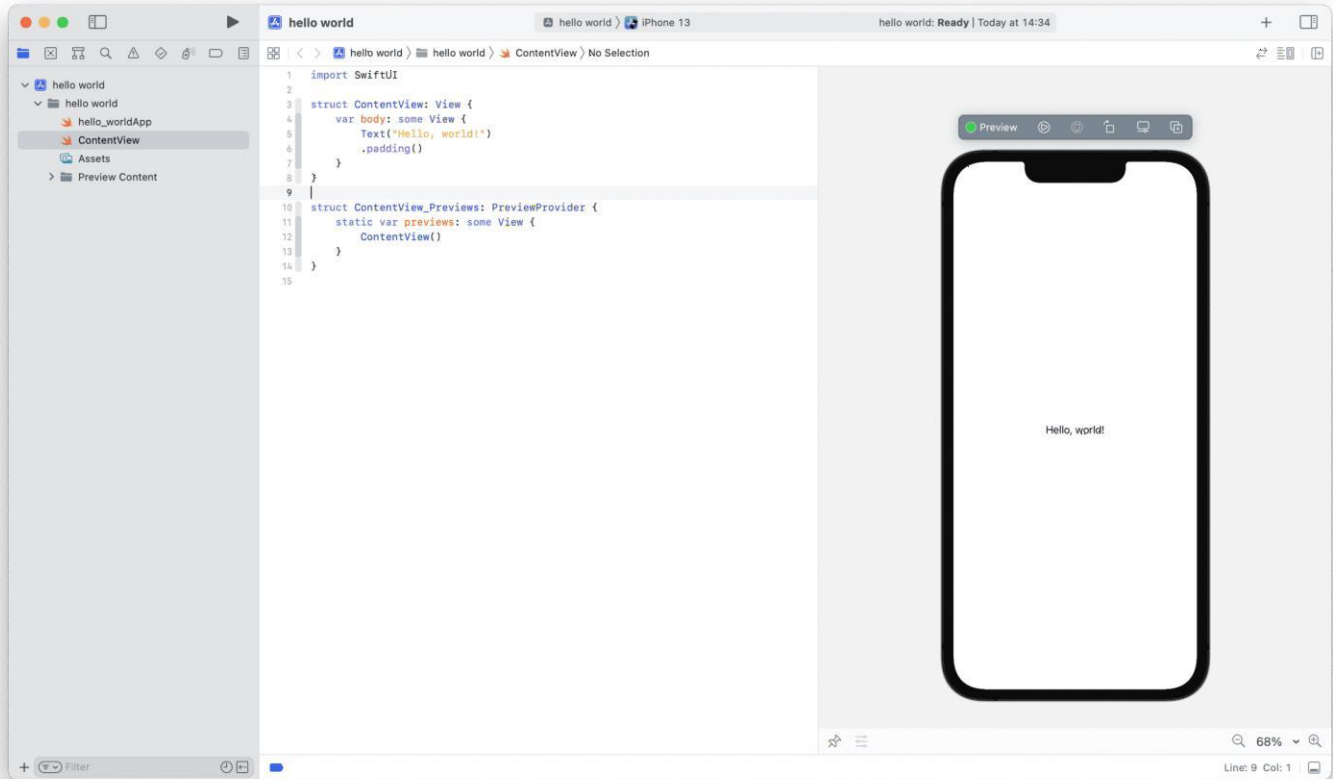 hello world
hello world 〉 iPhone 13
hello world: Ready | Today at 14:34
hello world 〉 hello world 〉 ContentView 〉 No Selection
hello world
hello world
hello_worldApp
ContentView
Assets
Preview Content
1 import SwiftUI
2
3 struct ContentView: View {
4     var body: some View {
5         Text("Hello, world!")
6         .padding()
7     }
8 }
9
10 struct ContentView_Previews: PreviewProvider {
11     static var previews: some View {
12         ContentView()
13     }
14 }
15
Preview
Hello, world!
68%
Filter
Line: 9 Col: 1